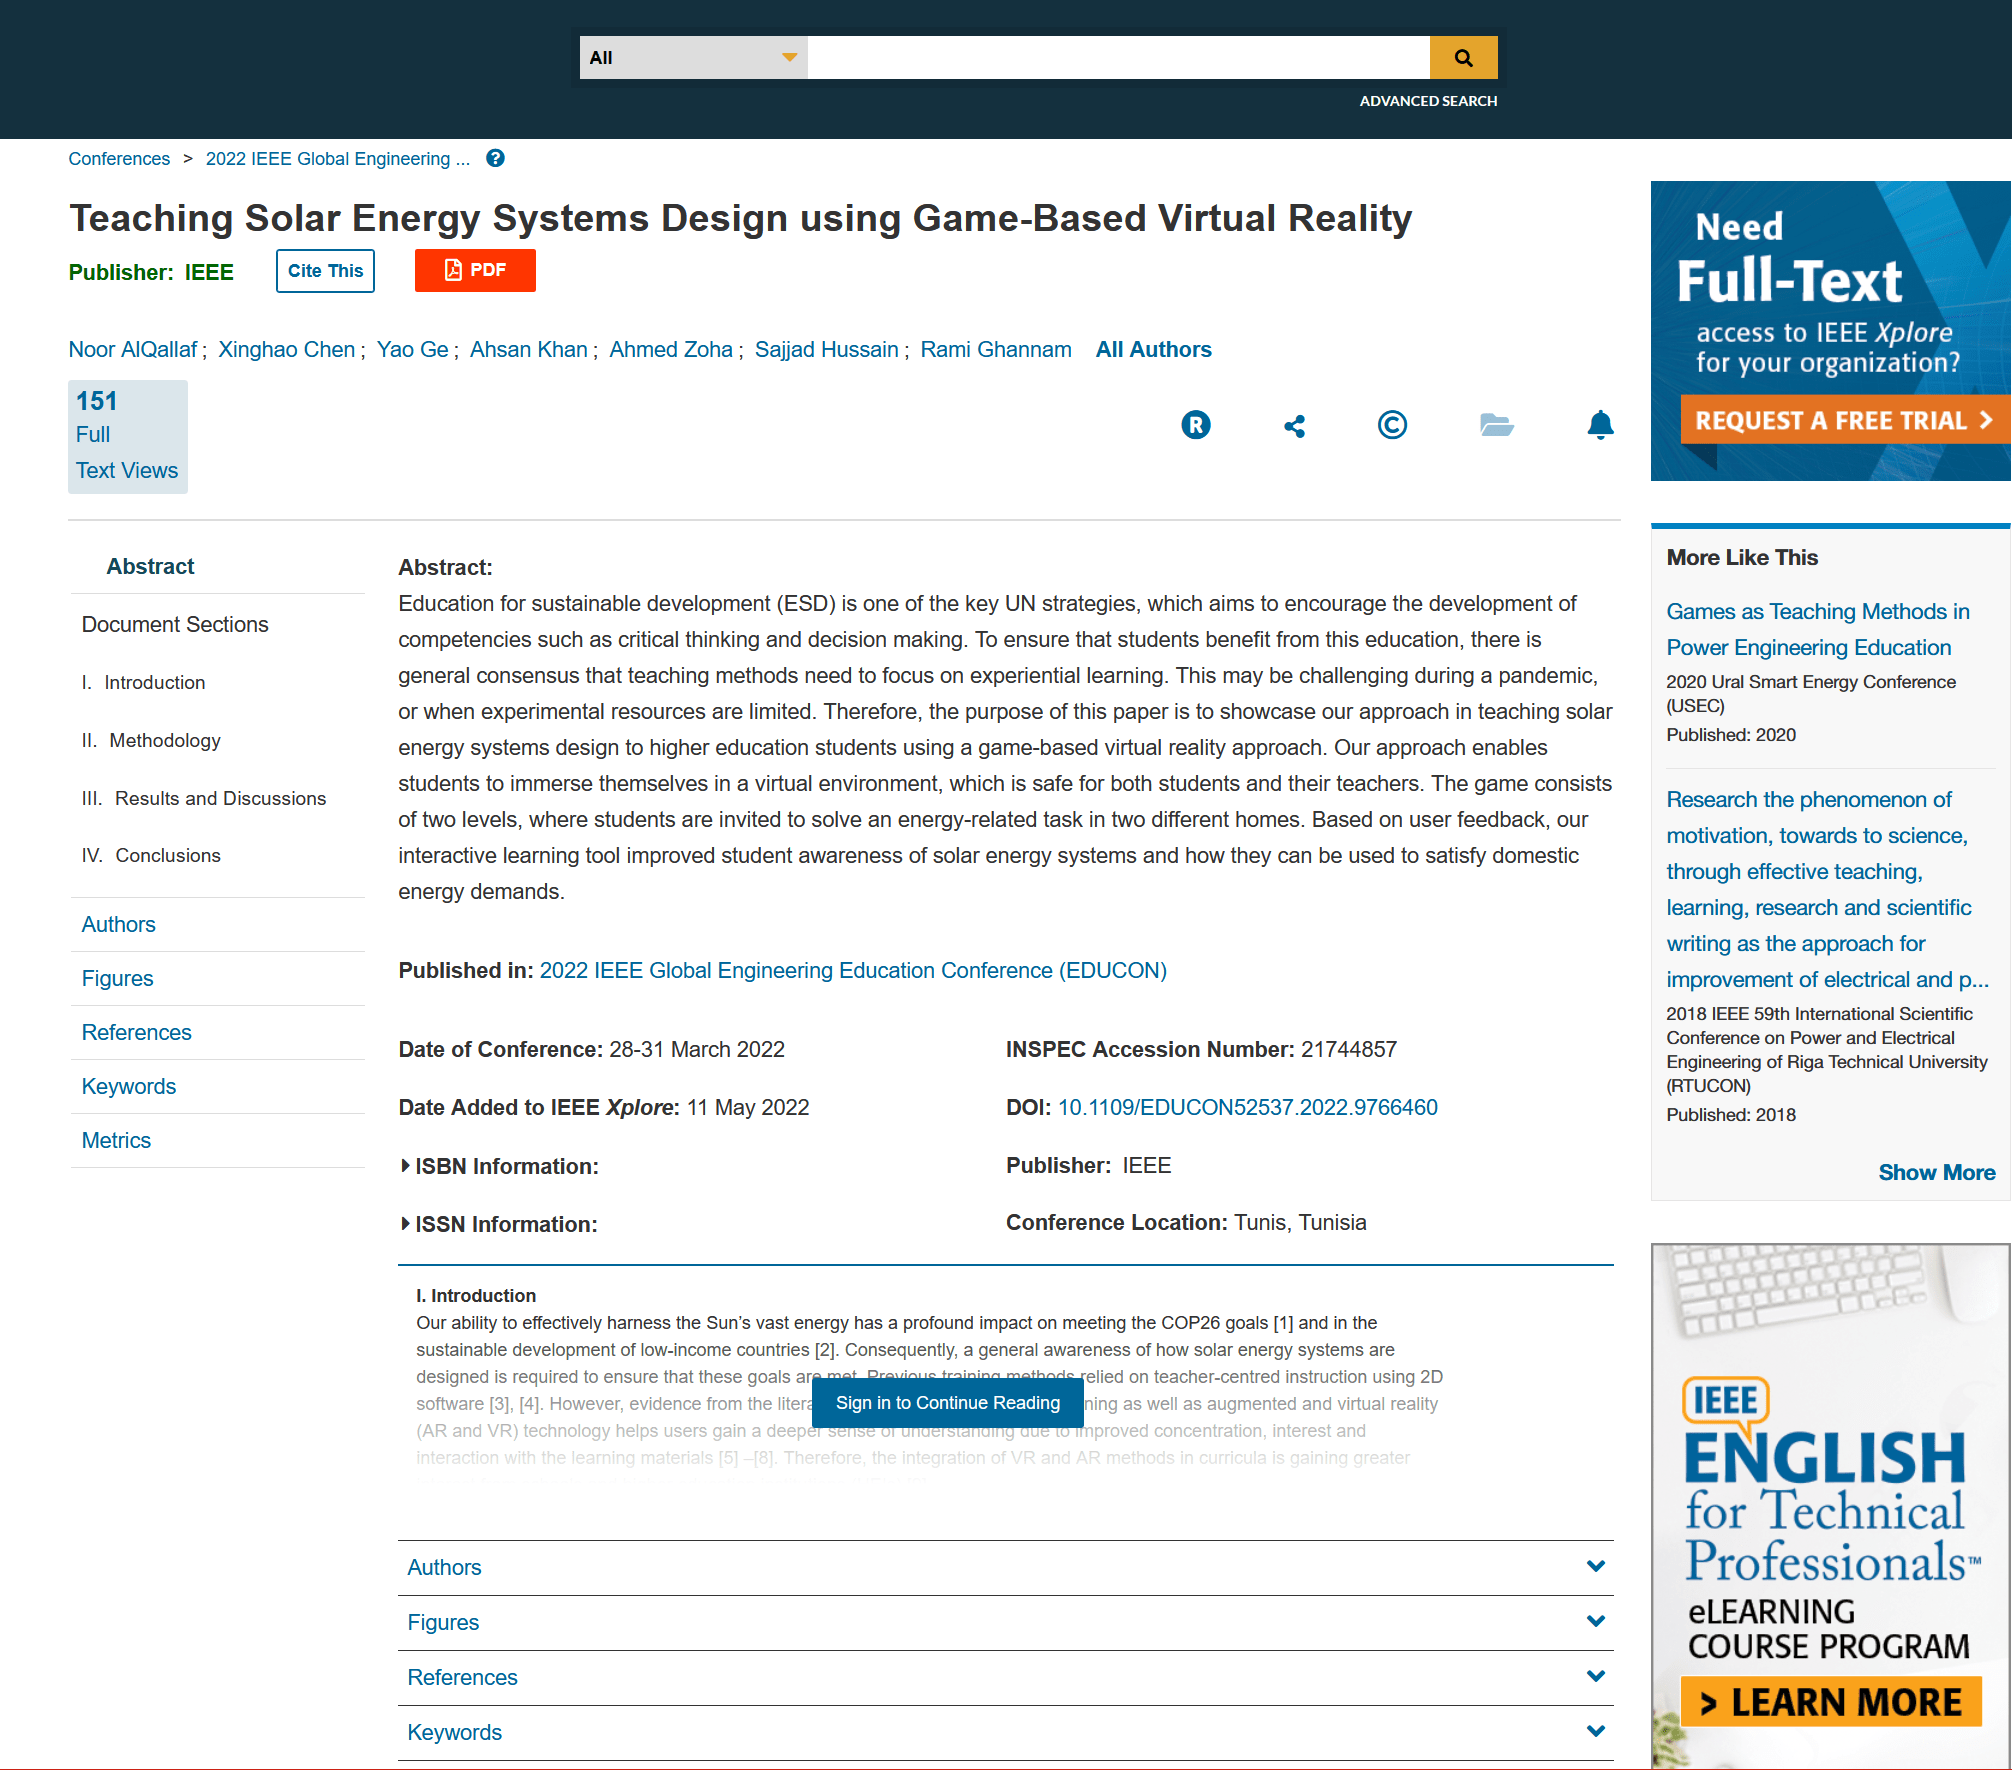 All
ADVANCED SEARCH
Conferences > 2022 IEEE Global Engineering ...
Teaching Solar Energy Systems Design using Game-Based Virtual Reality
Publisher: IEEE
Cite This
PDF
Noor AlQallaf ; Xinghao Chen ; Yao Ge ; Ahsan Khan ; Ahmed Zoha ; Sajjad Hussain ; Rami Ghannam All Authors
151
Full
Text Views
Abstract
Document Sections
I. Introduction
II. Methodology
III. Results and Discussions
IV. Conclusions
Authors
Figures
References
Keywords
Metrics
Abstract:
Education for sustainable development (ESD) is one of the key UN strategies, which aims to encourage the development of
competencies such as critical thinking and decision making. To ensure that students benefit from this education, there is
general consensus that teaching methods need to focus on experiential learning. This may be challenging during a pandemic,
or when experimental resources are limited. Therefore, the purpose of this paper is to showcase our approach in teaching solar
energy systems design to higher education students using a game-based virtual reality approach. Our approach enables
students to immerse themselves in a virtual environment, which is safe for both students and their teachers. The game consists
of two levels, where students are invited to solve an energy-related task in two different homes. Based on user feedback, our
interactive learning tool improved student awareness of solar energy systems and how they can be used to satisfy domestic
energy demands.
Published in: 2022 IEEE Global Engineering Education Conference (EDUCON)
Date of Conference: 28-31 March 2022
Date Added to IEEE Xplore: 11 May 2022
ISBN Information:
ISSN Information:
INSPEC Accession Number: 21744857
DOI: 10.1109/EDUCON52537.2022.9766460
Publisher: IEEE
Conference Location: Tunis, Tunisia
I. Introduction
Our ability to effectively harness the Sun's vast energy has a profound impact on meeting the COP26 goals [1] and in the
sustainable development of low-income countries [2]. Consequently, a general awareness of how solar energy systems are
designed is required to ensure that these goals are met. Previous training methods relied on teacher-centred instruction using 2D
software [3], [4]. However, evidence from the ning as well as augmented and virtual reality
(AR and VR) technology helps users gain a deeper sense of understanding due to improved concentration, interest and
interaction with the learning materials [5] –[8]. Therefore, the integration of VR and AR methods in curricula is gaining greater
Sign in to Continue Reading
Authors
Figures
References
Keywords
Need
Full-Text
access to IEEE Xplore
for your organization?
REQUEST A FREE TRIAL >
More Like This
Games as Teaching Methods in
Power Engineering Education
2020 Ural Smart Energy Conference
(USEC)
Published: 2020
Research the phenomenon of
motivation, towards to science,
through effective teaching,
learning, research and scientific
writing as the approach for
improvement of electrical and p...
2018 IEEE 59th International Scientific
Conference on Power and Electrical
Engineering of Riga Technical University
(RTUCON)
Published: 2018
Show More
IEEE
ENGLISH
for Technical
Professionals™
eLEARNING
COURSE PROGRAM
> LEARN MORE